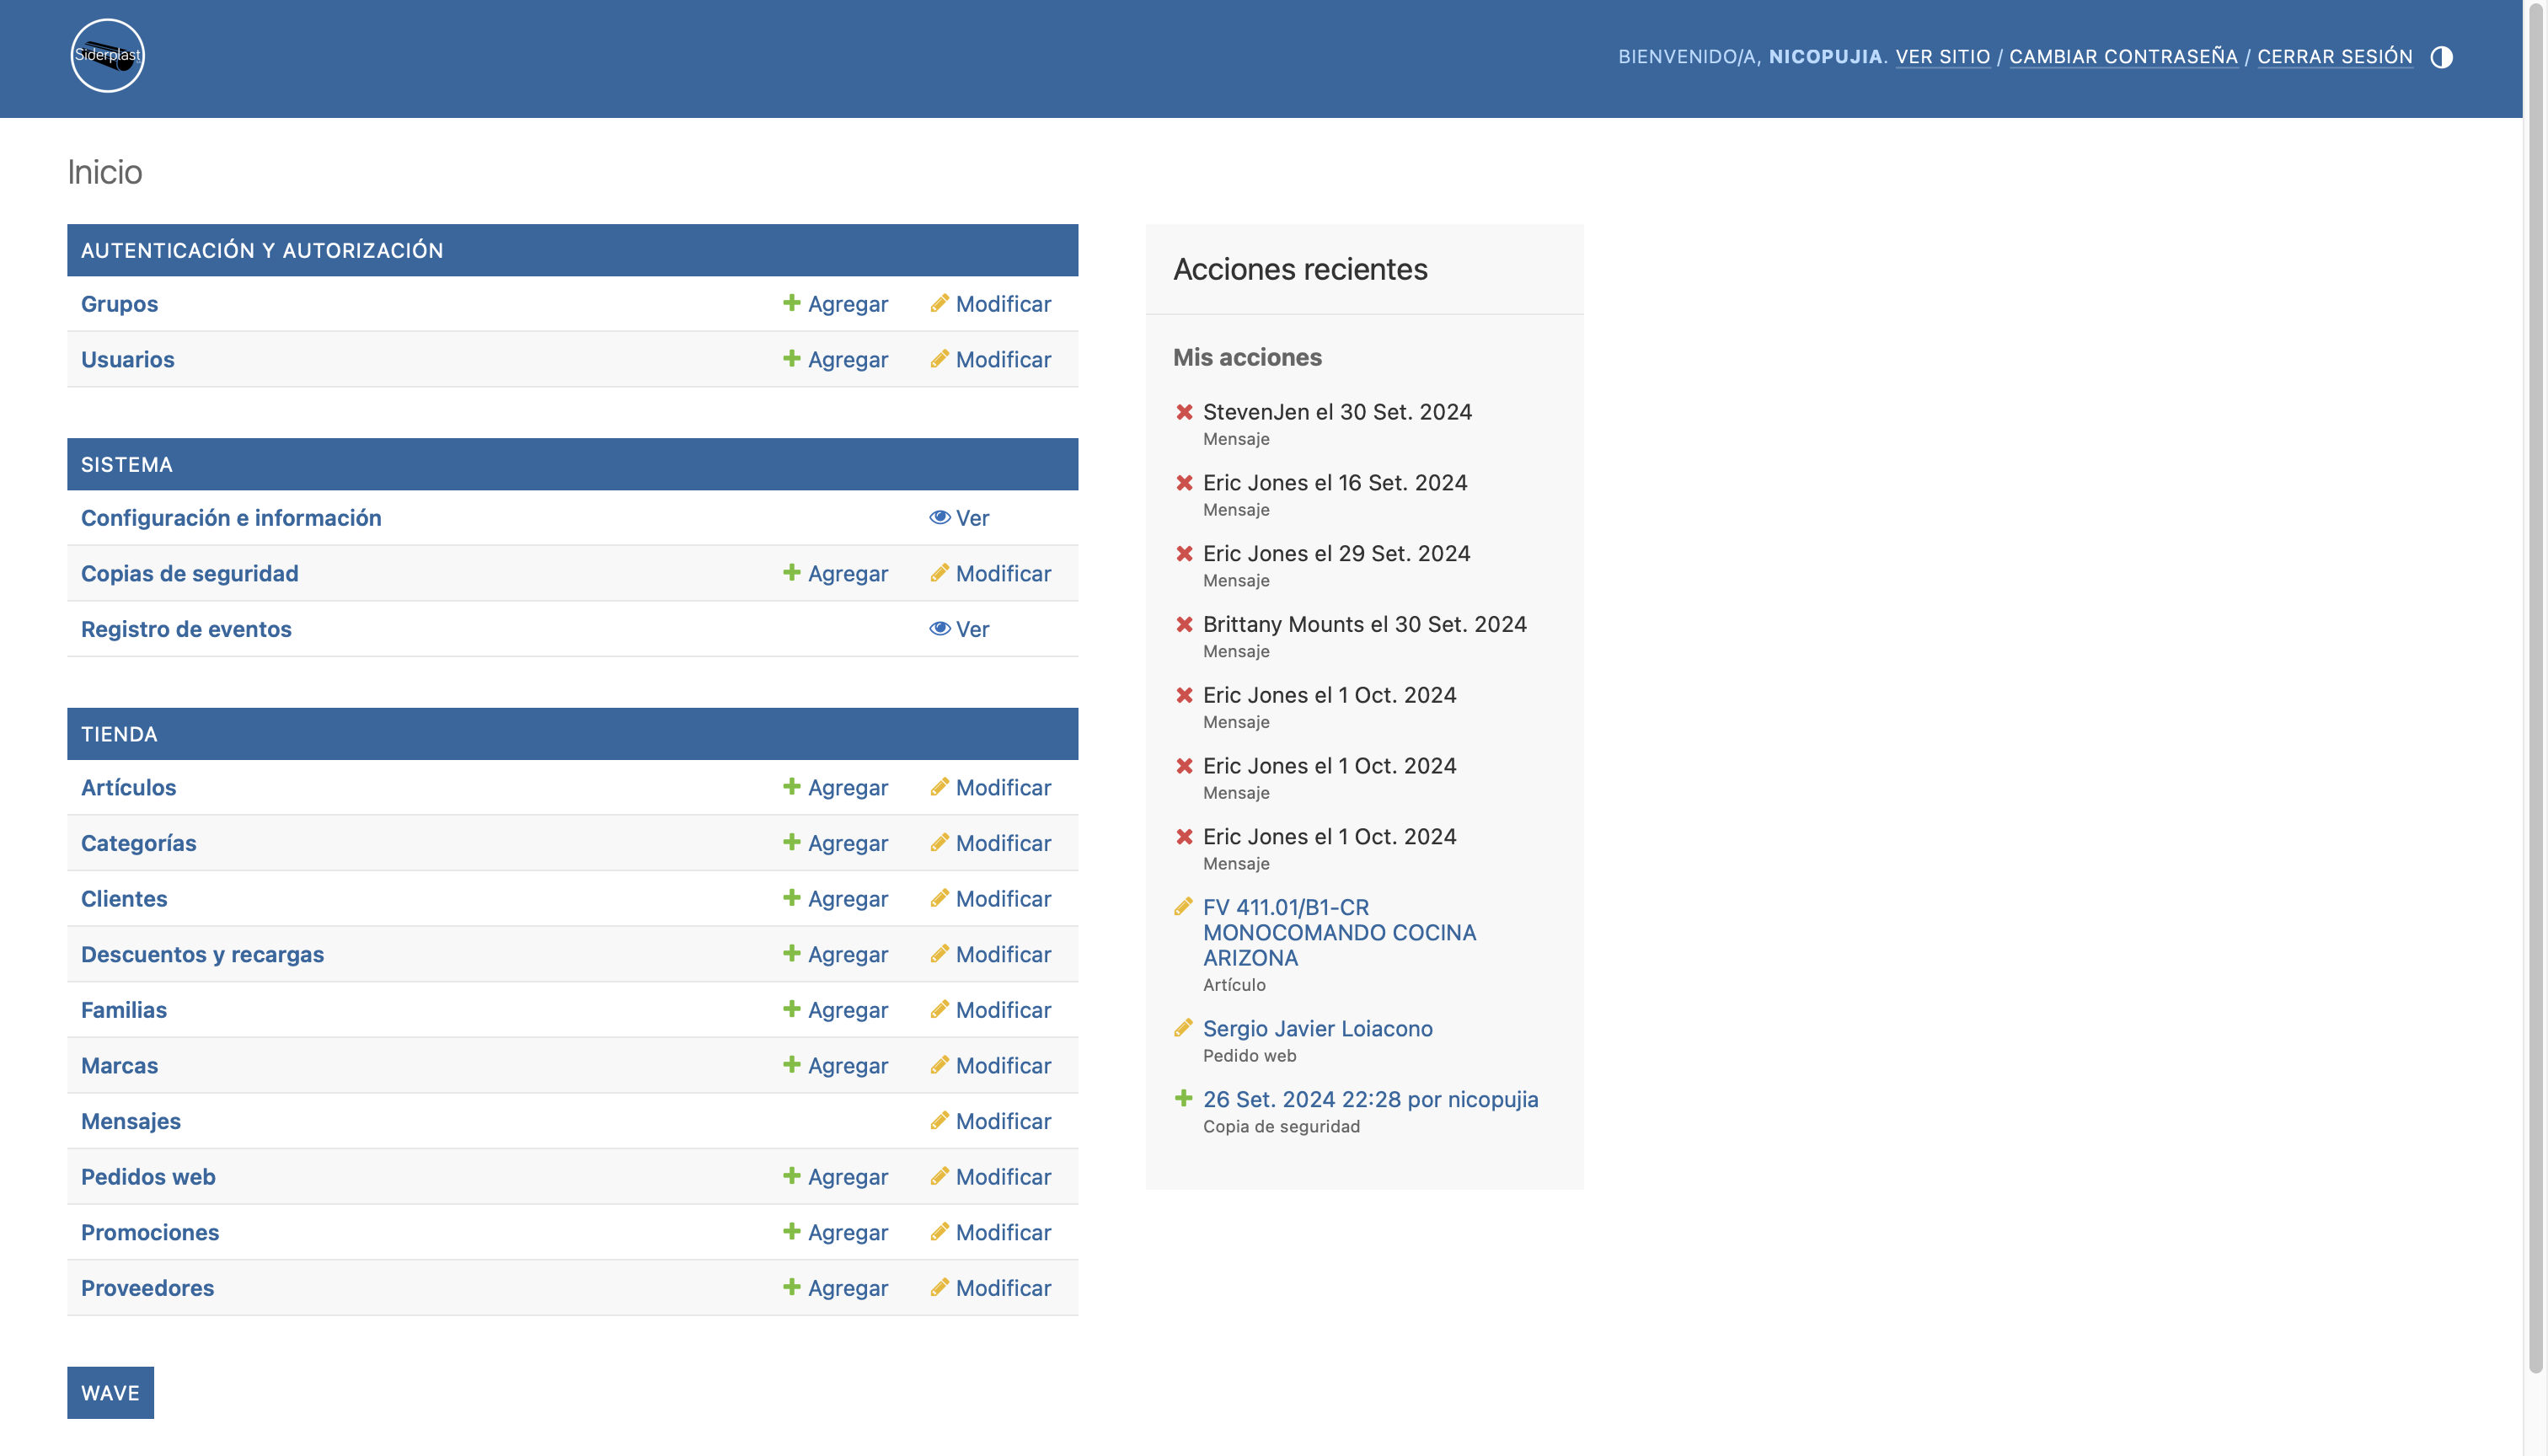 Siderplast
BIENVENIDO/A, NICOPUJIA. VER SITIO / CAMBIAR CONTRASEÑA / CERRAR SESIÓN
Inicio
AUTENTICACIÓN Y AUTORIZACIÓN
Grupos Agregar Modificar
Usuarios Agregar Modificar
SISTEMA
Configuración e información Ver
Copias de seguridad Agregar Modificar
Registro de eventos Ver
TIENDA
Artículos Agregar Modificar
Categorías Agregar Modificar
Clientes Agregar Modificar
Descuentos y recargas Agregar Modificar
Familias Agregar Modificar
Marcas Agregar Modificar
Mensajes Modificar
Pedidos web Agregar Modificar
Promociones Agregar Modificar
Proveedores Agregar Modificar
WAVE
Acciones recientes
Mis acciones
StevenJen el 30 Set. 2024
Mensaje
Eric Jones el 16 Set. 2024
Mensaje
Eric Jones el 29 Set. 2024
Mensaje
Brittany Mounts el 30 Set. 2024
Mensaje
Eric Jones el 1 Oct. 2024
Mensaje
Eric Jones el 1 Oct. 2024
Mensaje
Eric Jones el 1 Oct. 2024
Mensaje
FV 411.01/B1-CR
MONOCOMANDO COCINA
ARIZONA
Artículo
Sergio Javier Loiacono
Pedido web
26 Set. 2024 22:28 por nicopujia
Copia de seguridad